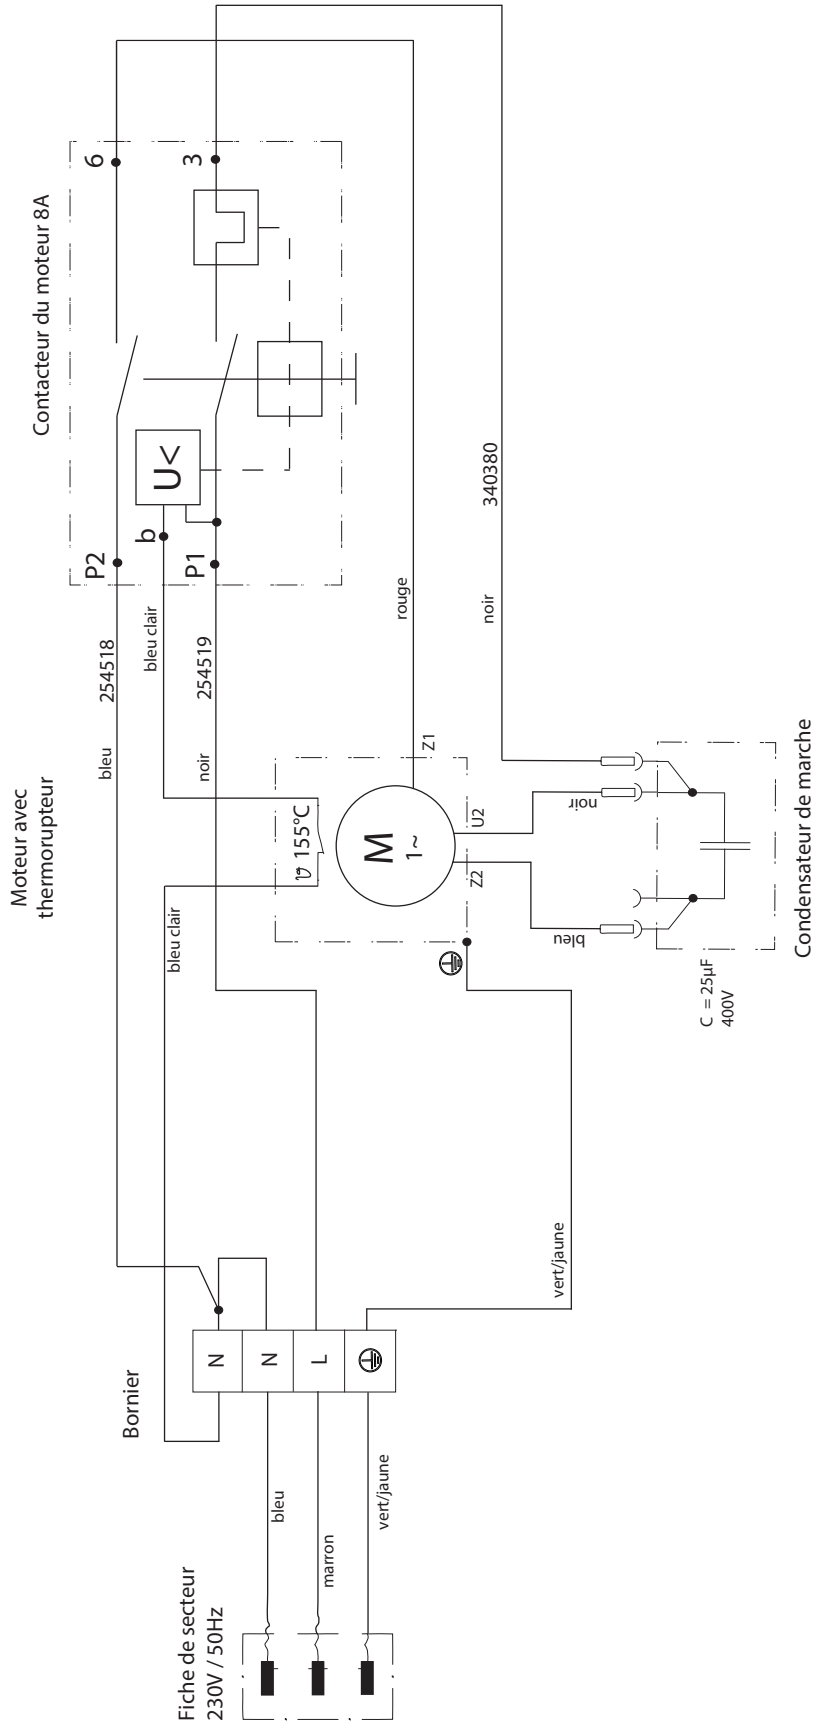 Fiche de secteur
230V / 50Hz
bleu
marron
vert/jaune
Bornier
N
N
L
vert/jaune
Moteur avec
thermorupteur
bleu
254518
bleu clair
bleu clair
noir
254519
ϑ 155°C
M
1~
Z1
U2
Z2
rouge
noir
340380
noir
bleu
C = 25µF
400V
Condensateur de marche
Contacteur du moteur 8A
P2
b
P1
U<
6
3